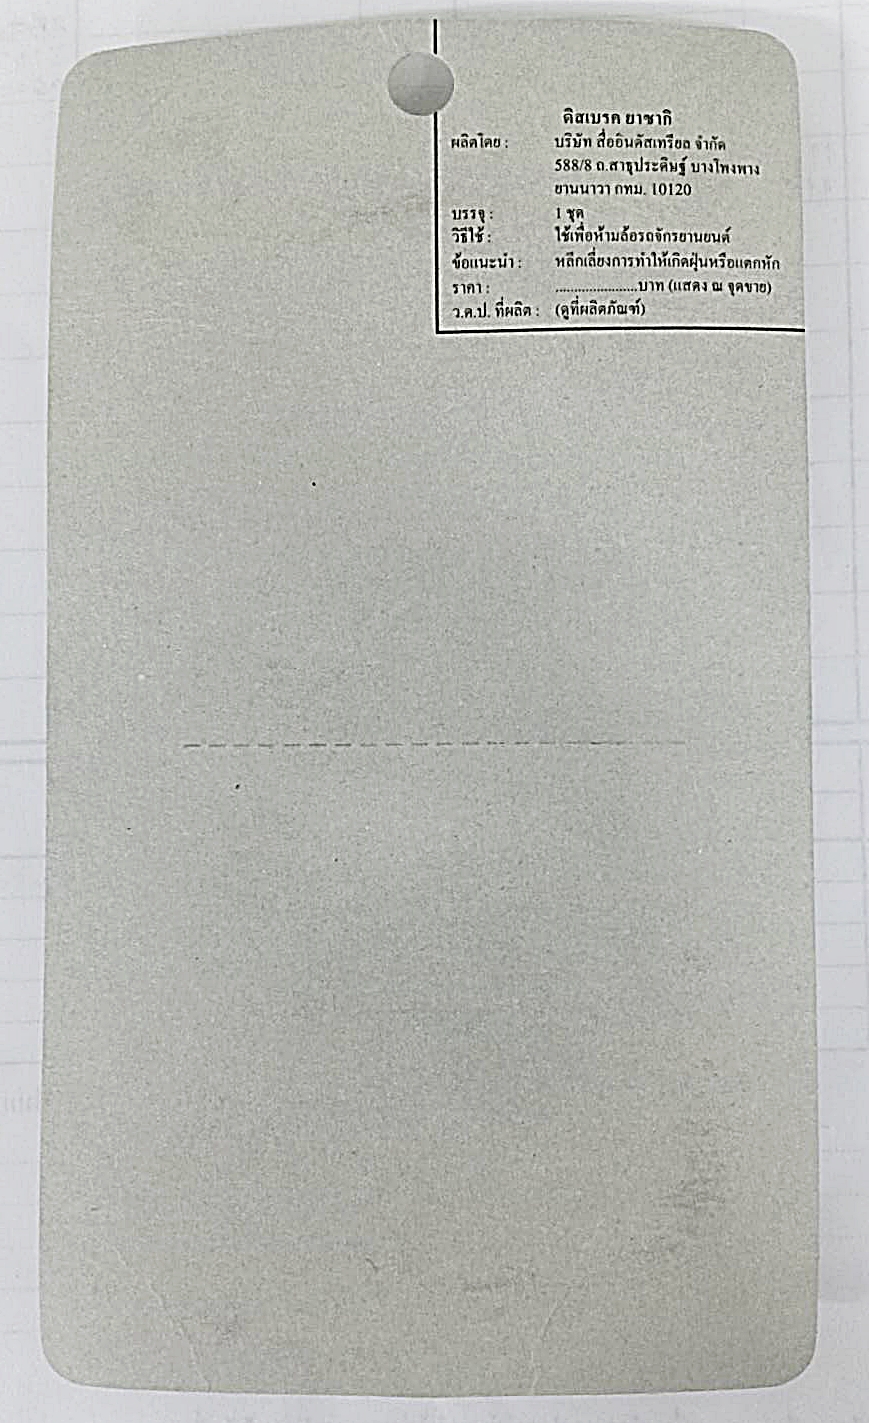 ดิสเบรค ยาซากิ
ผลิตโดย : บริษัท สื่ออินดัสเทรียล จำกัด
588/8 ถ.สาธุประดิษฐ์ บางโพงพาง
ยานนาวา กทม. 10120
บรรจุ : 1 ชุด
วิธีใช้ : ใช้เพื่อห้ามล้อรถจักรยานยนต์
ข้อแนะนำ : หลีกเลี่ยงการทำให้เกิดฝุ่นหรือแตกหัก
ราคา : ......................บาท (แสดง ณ จุดขาย)
ว.ด.ป. ที่ผลิต : (ดูที่ผลิตภัณฑ์)